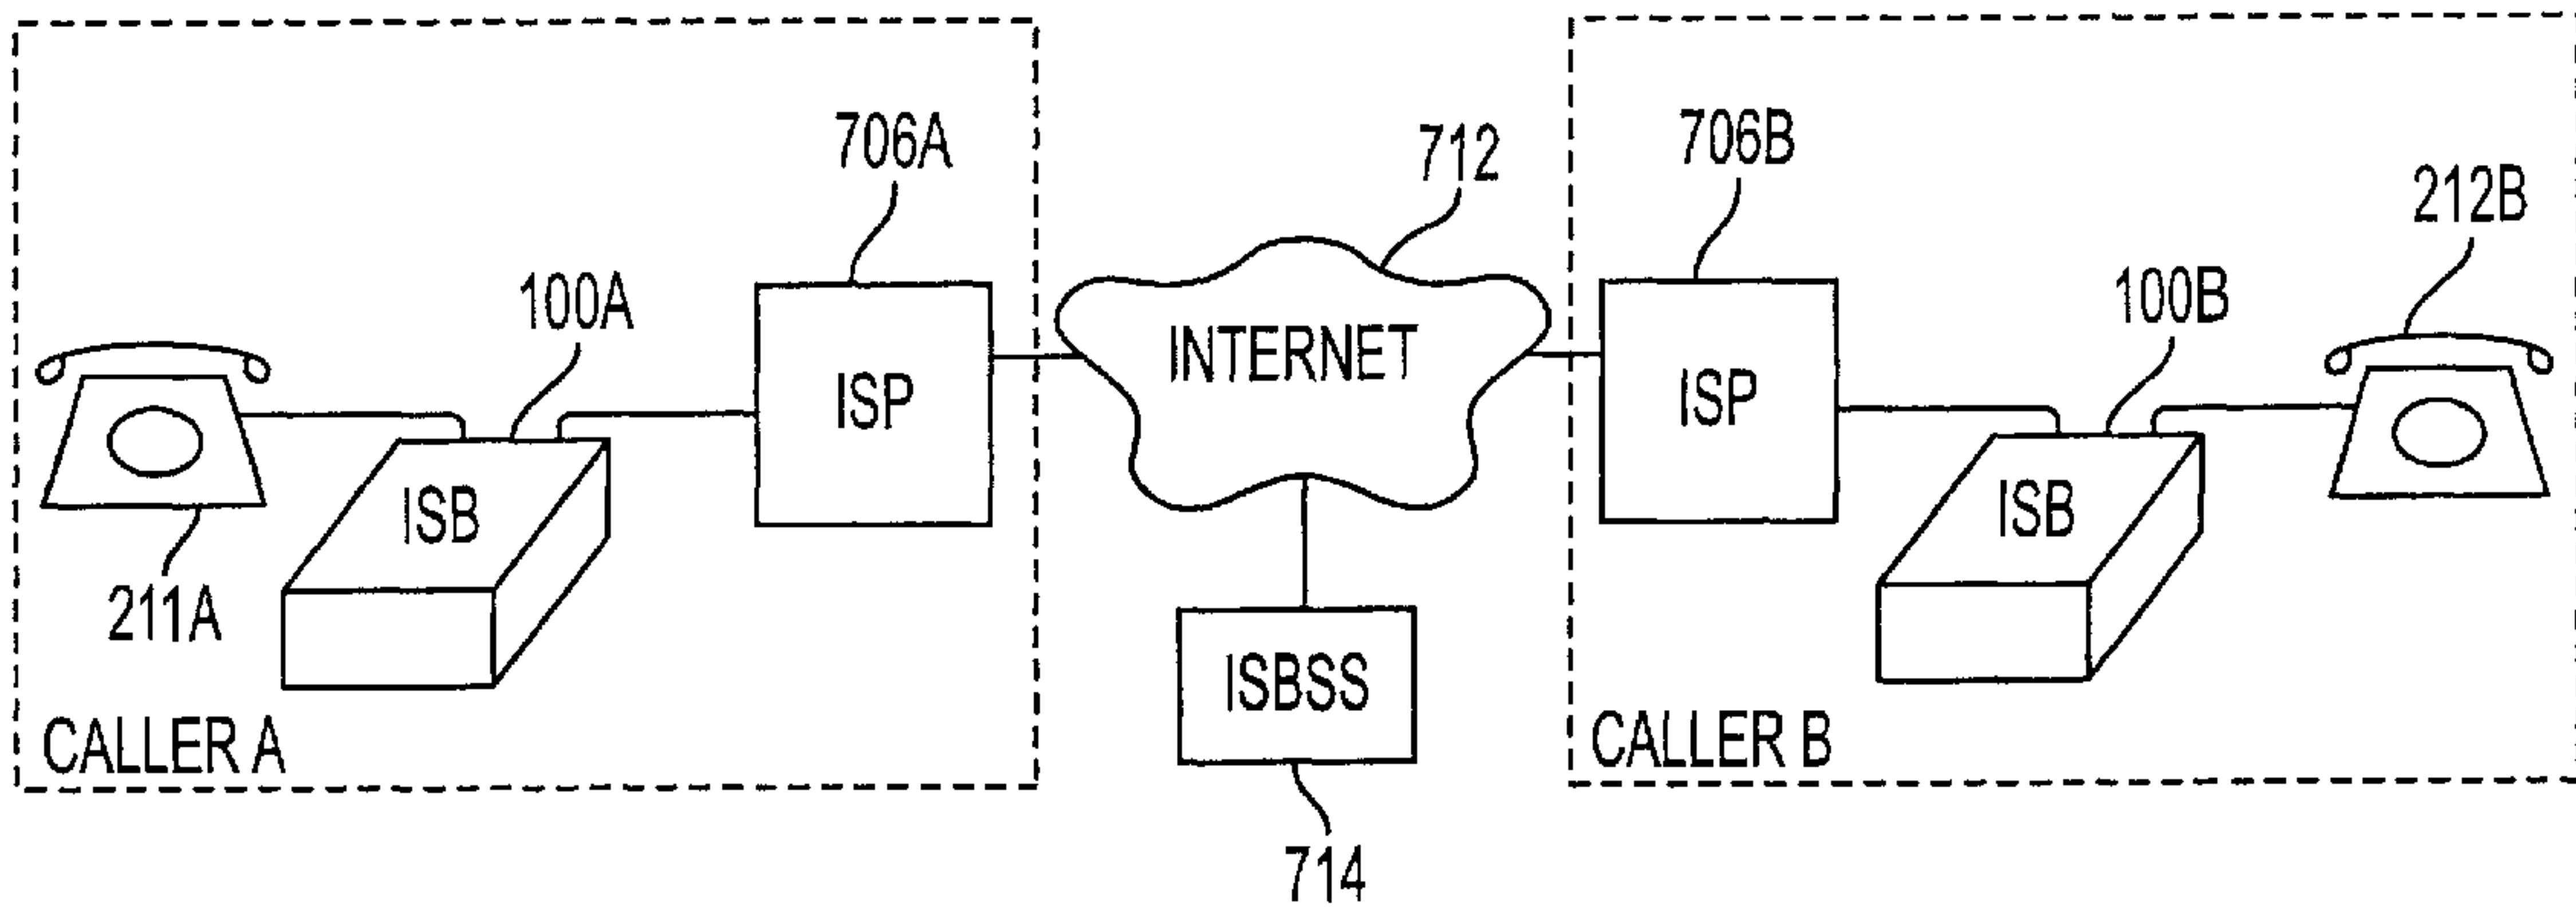 706A
712
706B
212B
100A
100B
INTERNET
ISP
ISP
ISB
ISB
211A
ISBSS
CALLER A
CALLER B
714